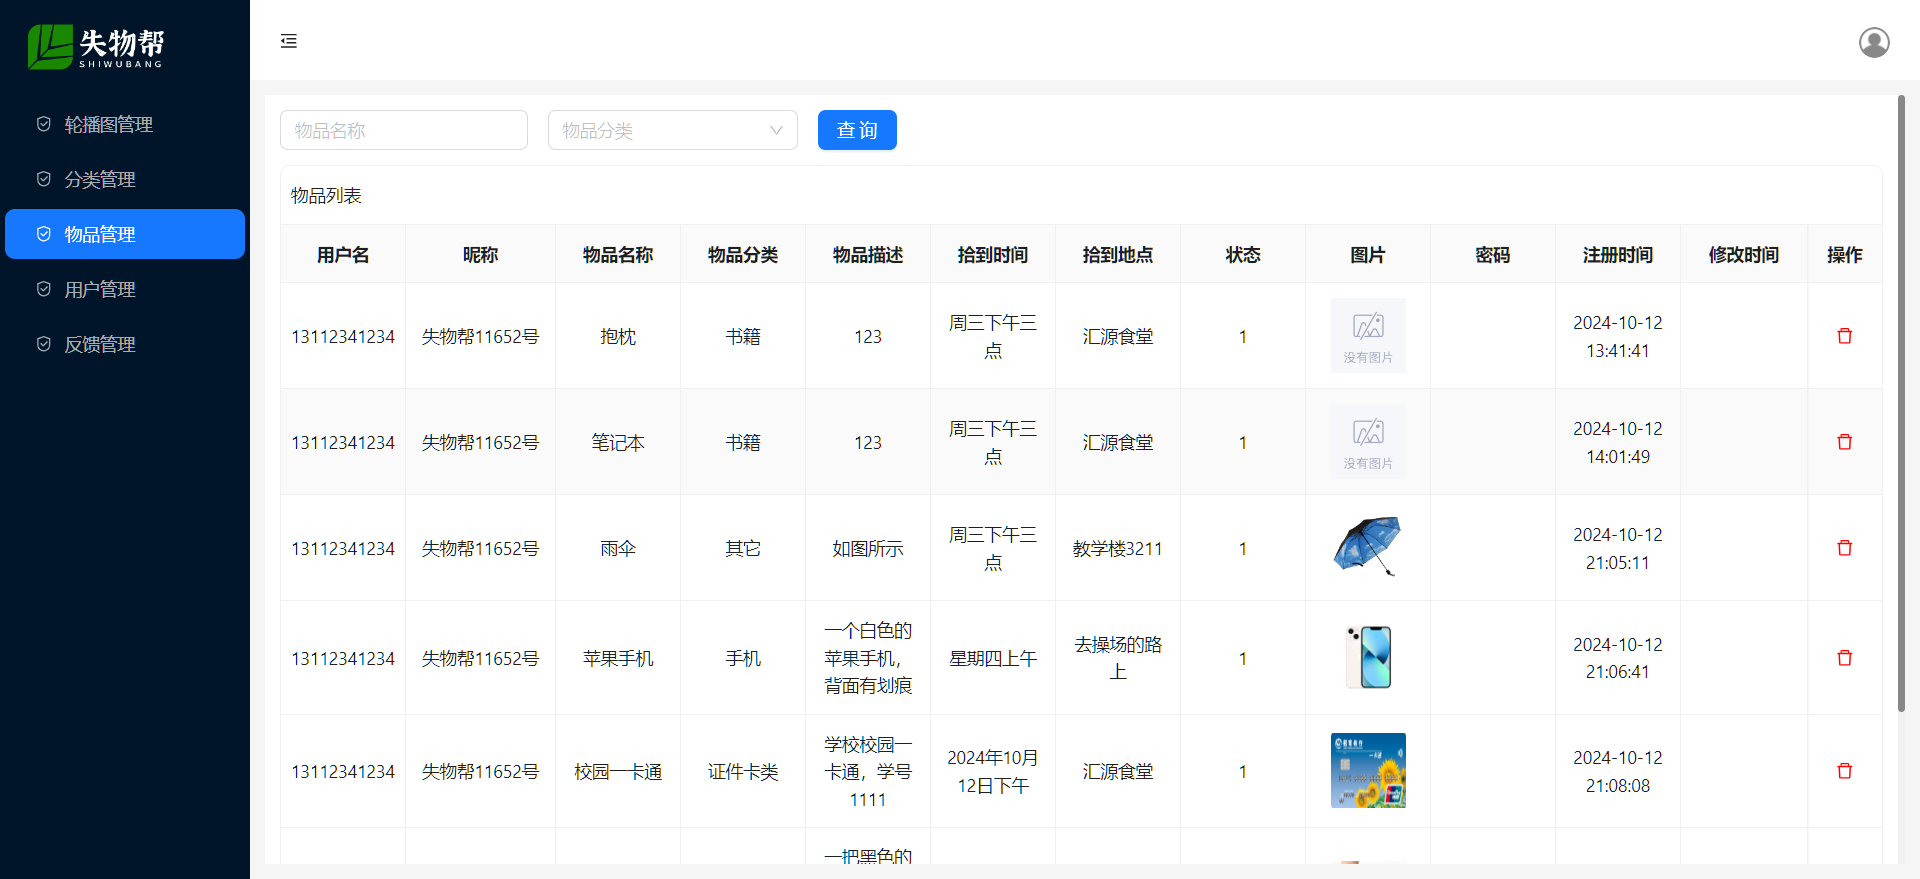 失物帮
SHIWUBANG
轮播图管理
分类管理
物品管理
用户管理
反馈管理
物品名称
物品分类
查 询
物品列表
用户名 昵称 物品名称 物品分类 物品描述 拾到时间 拾到地点 状态 图片 密码 注册时间 修改时间 操作
13112341234 失物帮11652号 抱枕 书籍 123 周三下午三
点 汇源食堂 1 没有图片 2024-10-12
13:41:41
13112341234 失物帮11652号 笔记本 书籍 123 周三下午三
点 汇源食堂 1 没有图片 2024-10-12
14:01:49
13112341234 失物帮11652号 雨伞 其它 如图所示 周三下午三
点 教学楼3211 1 2024-10-12
21:05:11
13112341234 失物帮11652号 苹果手机 手机 一个白色的
苹果手机，
背面有划痕 星期四上午 去操场的路
上 1 2024-10-12
21:06:41
13112341234 失物帮11652号 校园一卡通 证件卡类 学校校园一
卡通，学号
1111 2024年10月
12日下午 汇源食堂 1 2024-10-12
21:08:08
一把黑色的